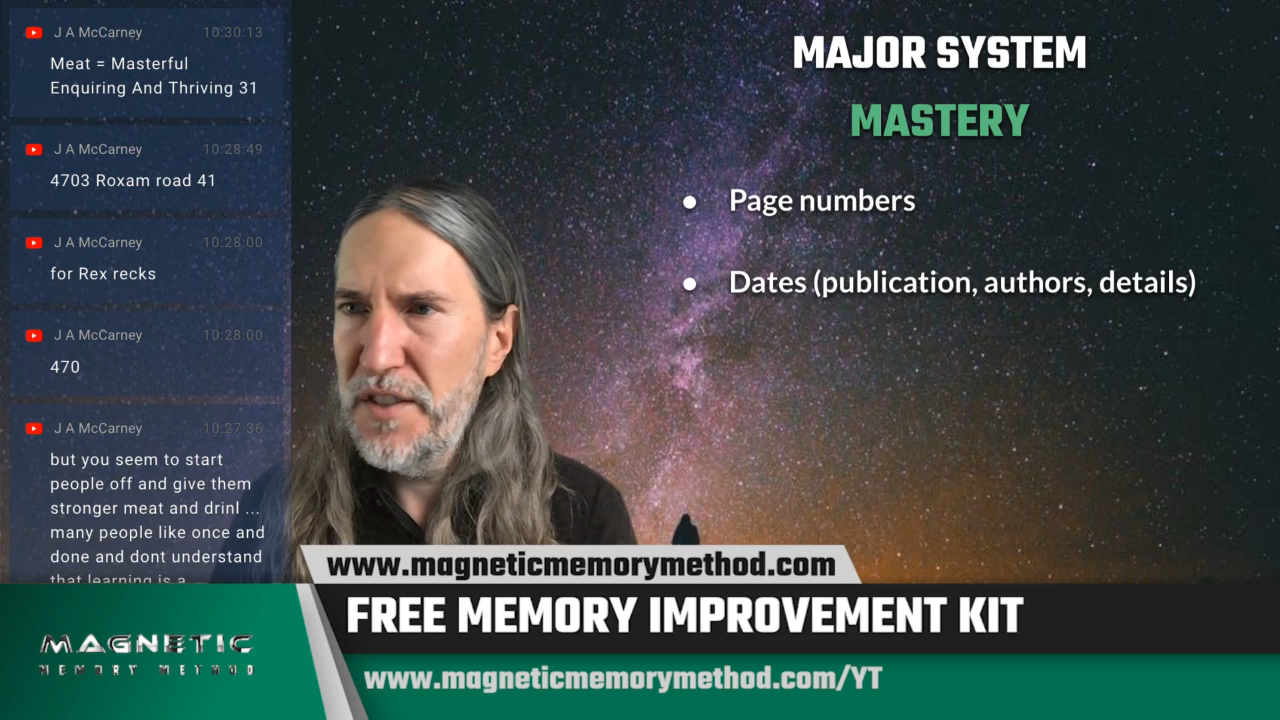 J A McCarney 10:30:13
Meat = Masterful
Enquiring And Thriving 31
J A McCarney 10:28:49
4703 Roxam road 41
J A McCarney 10:28:00
for Rex recks
J A McCarney 10:28:00
470
J A McCarney 10:27:36
but you seem to start
people off and give them
stronger meat and drinl ...
many people like once and
done and dont understand
that learning is a
MAJOR SYSTEM
MASTERY
• Page numbers
• Dates (publication, authors, details)
www.magneticmemorymethod.com
FREE MEMORY IMPROVEMENT KIT
www.magneticmemorymethod.com/YT
MAGNETIC
MEMORY METHOD